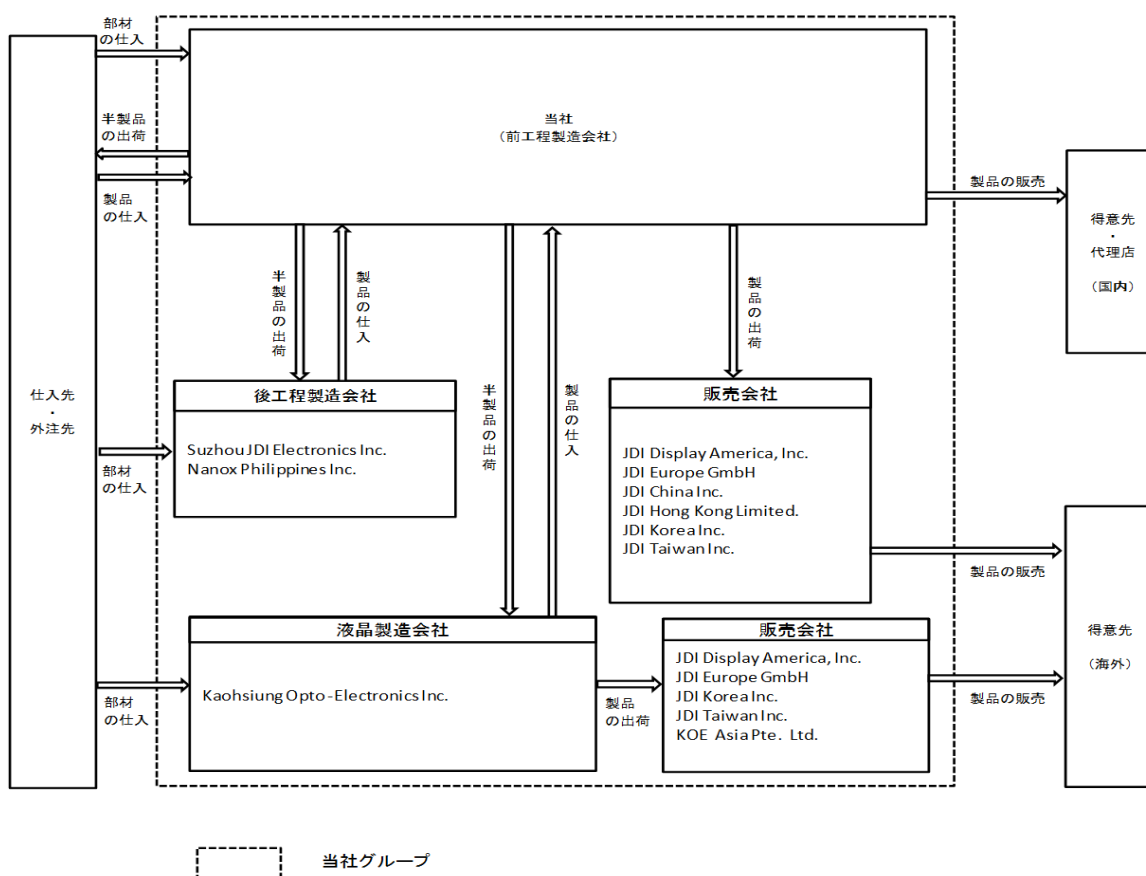 部材
の仕入
半製品
の出荷
製品
の仕入
当社
（前工程製造会社）
製品の販売
得意先
・
代理店
（国内）
半製品の出荷
製品の仕入
半製品の出荷
製品の仕入
製品の出荷
仕入先
・
外注先
部材
の仕入
後工程製造会社
Suzhou JDI Electronics Inc.
Nanox Philippines Inc.
販売会社
JDI Display America, Inc.
JDI Europe GmbH
JDI China Inc.
JDI Hong Kong Limited.
JDI Korea Inc.
JDI Taiwan Inc.
製品の販売
得意先
（海外）
部材
の仕入
液晶製造会社
Kaohsiung Opto-Electronics Inc.
製品
の出荷
販売会社
JDI Display America, Inc.
JDI Europe GmbH
JDI Korea Inc.
JDI Taiwan Inc.
KOE Asia Pte. Ltd.
製品の販売
当社グループ